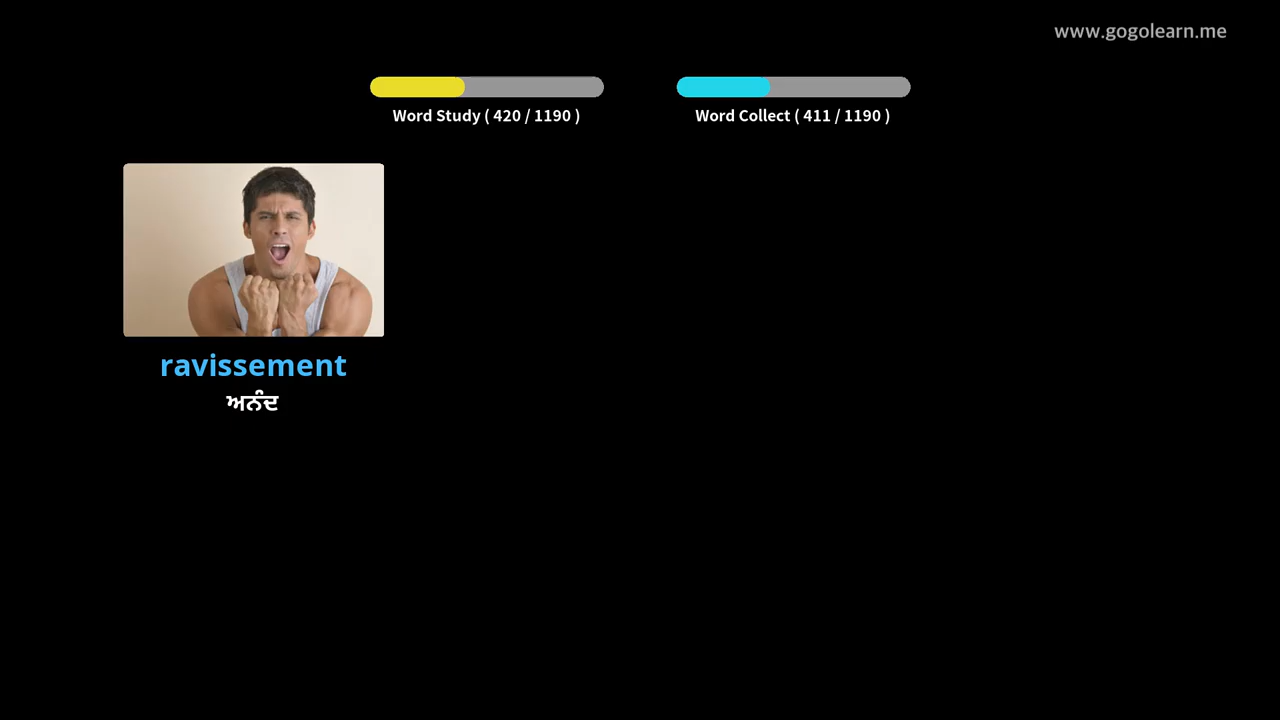 www.gogolearn.me
Word Study ( 420 / 1190 )
Word Collect ( 411 / 1190 )
ravissement
ਅਨੰਦ